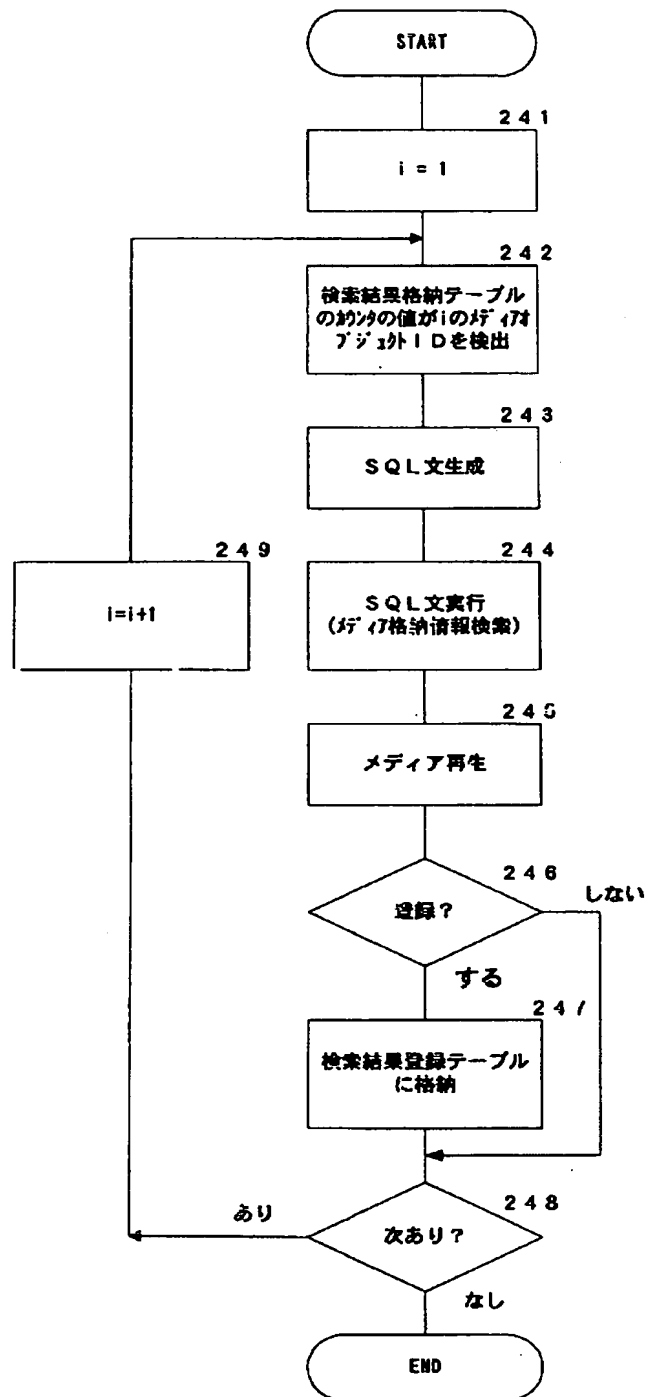 START
241
i = 1
242
検索結果格納テーブル
のカウンタの値がiのメディアオ
ブジェクトIDを検出
243
SQL文生成
249
i=i+1
244
SQL文実行
(メディア格納情報検索)
245
メディア再生
246
登録?
しない
する
247
検索結果登録テーブル
に格納
248
あり
次あり?
なし
END